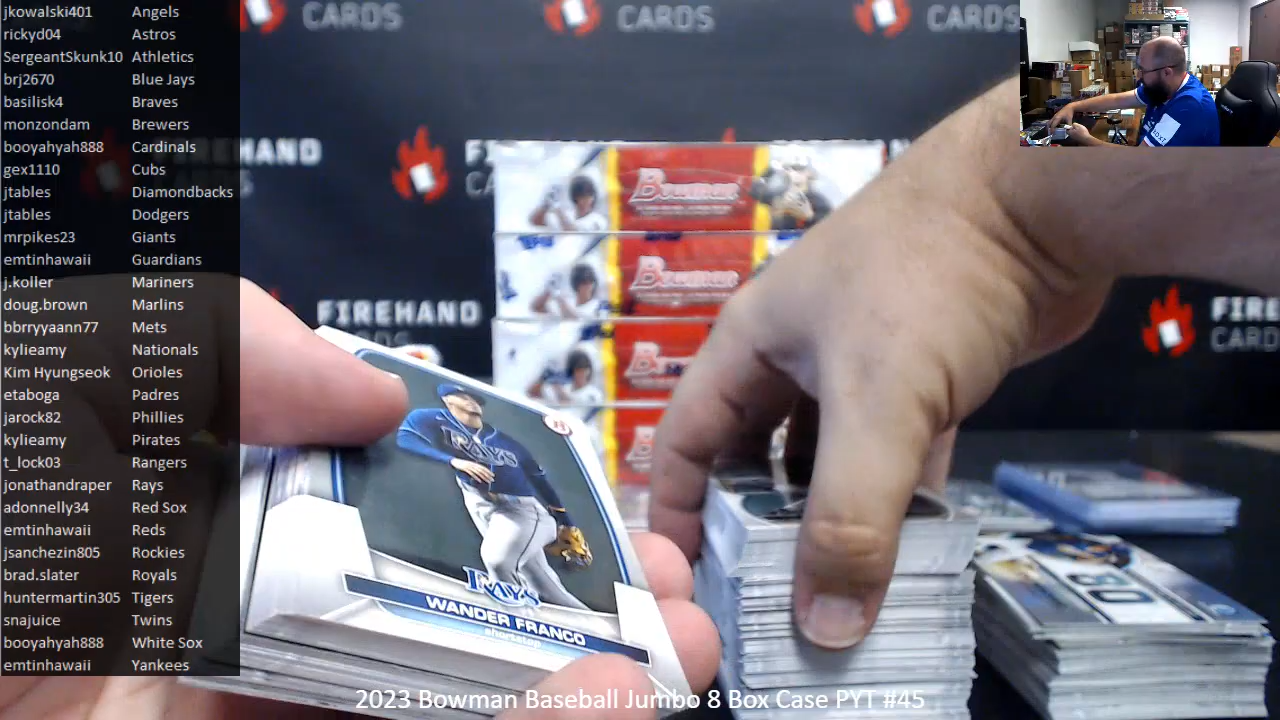 jkowalski401 Angels
rickyd04 Astros
SergeantSkunk10 Athletics
brj2670 Blue Jays
basilisk4 Braves
monzondam Brewers
booyahyah888 Cardinals
gex1110 Cubs
jtables Diamondbacks
jtables Dodgers
mrpikes23 Giants
emtinhawaii Guardians
j.koller Mariners
doug.brown Marlins
bbrryyaann77 Mets
kylieamy Nationals
Kim Hyungseok Orioles
etaboga Padres
jarock82 Phillies
kylieamy Pirates
t_lock03 Rangers
jonathandraper Rays
adonnelly34 Red Sox
emtinhawaii Reds
jsanchezin805 Rockies
brad.slater Royals
huntermartin305 Tigers
snajuice Twins
booyahyah888 White Sox
emtinhawaii Yankees
CARDS
CARDS
CARDS
FIREHAND
FIREHAND
CARDS
Bowman
Bowman
RAYS
RAYS
WANDER FRANCO
shortstop
2023 Bowman Baseball Jumbo 8 Box Case PYT #45